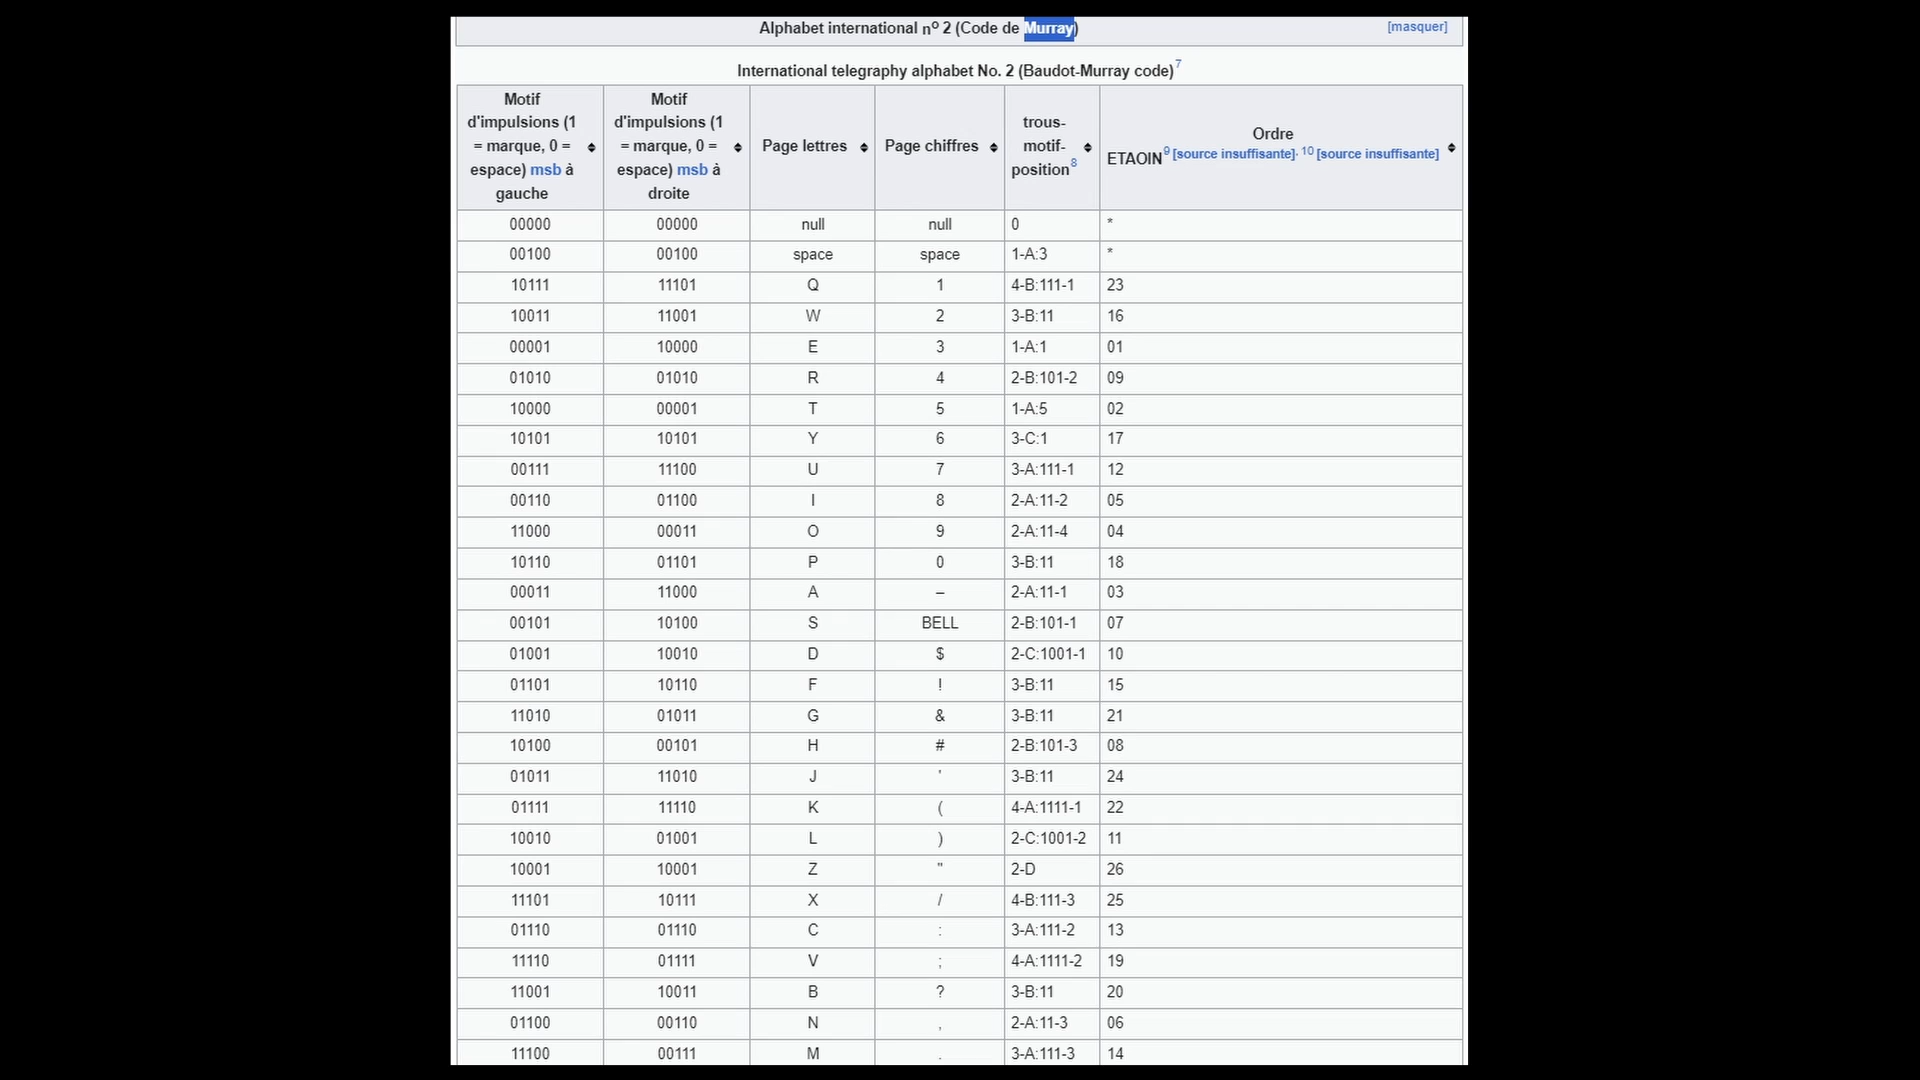 Alphabet international nº 2 (Code de Murray) [masquer]
International telegraphy alphabet No. 2 (Baudot-Murray code)7
Motif d'impulsions (1 = marque, 0 = espace) msb à gauche Motif d'impulsions (1 = marque, 0 = espace) msb à droite Page lettres Page chiffres trous-motif-position8 Ordre ETAOIN9 [source insuffisante], 10 [source insuffisante]
00000 00000 null null 0 *
00100 00100 space space 1-A:3 *
10111 11101 Q 1 4-B:111-1 23
10011 11001 W 2 3-B:11 16
00001 10000 E 3 1-A:1 01
01010 01010 R 4 2-B:101-2 09
10000 00001 T 5 1-A:5 02
10101 10101 Y 6 3-C:1 17
00111 11100 U 7 3-A:111-1 12
00110 01100 I 8 2-A:11-2 05
11000 00011 O 9 2-A:11-4 04
10110 01101 P 0 3-B:11 18
00011 11000 A – 2-A:11-1 03
00101 10100 S BELL 2-B:101-1 07
01001 10010 D $ 2-C:1001-1 10
01101 10110 F ! 3-B:11 15
11010 01011 G & 3-B:11 21
10100 00101 H # 2-B:101-3 08
01011 11010 J ' 3-B:11 24
01111 11110 K ( 4-A:1111-1 22
10010 01001 L ) 2-C:1001-2 11
10001 10001 Z " 2-D 26
11101 10111 X / 4-B:111-3 25
01110 01110 C : 3-A:111-2 13
11110 01111 V ; 4-A:1111-2 19
11001 10011 B ? 3-B:11 20
01100 00110 N , 2-A:11-3 06
11100 00111 M . 3-A:111-3 14